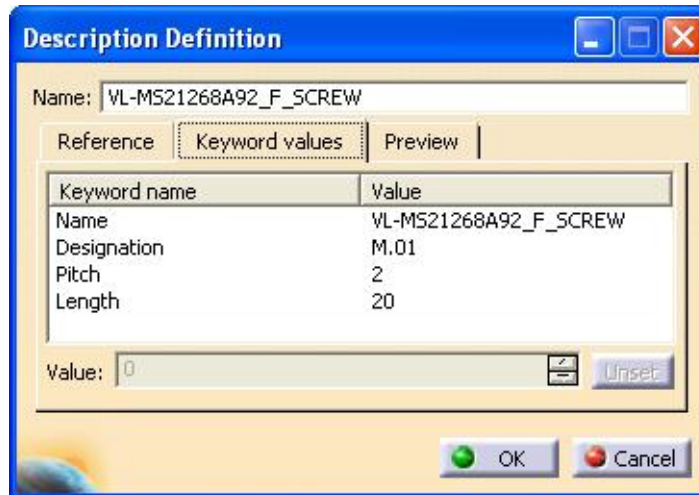 Description Definition
Name: VL-MS21268A92_F_SCREW
Reference Keyword values Preview
Keyword name Value
Name VL-MS21268A92_F_SCREW
Designation M.01
Pitch 2
Length 20
Value: 0 Unset
OK Cancel